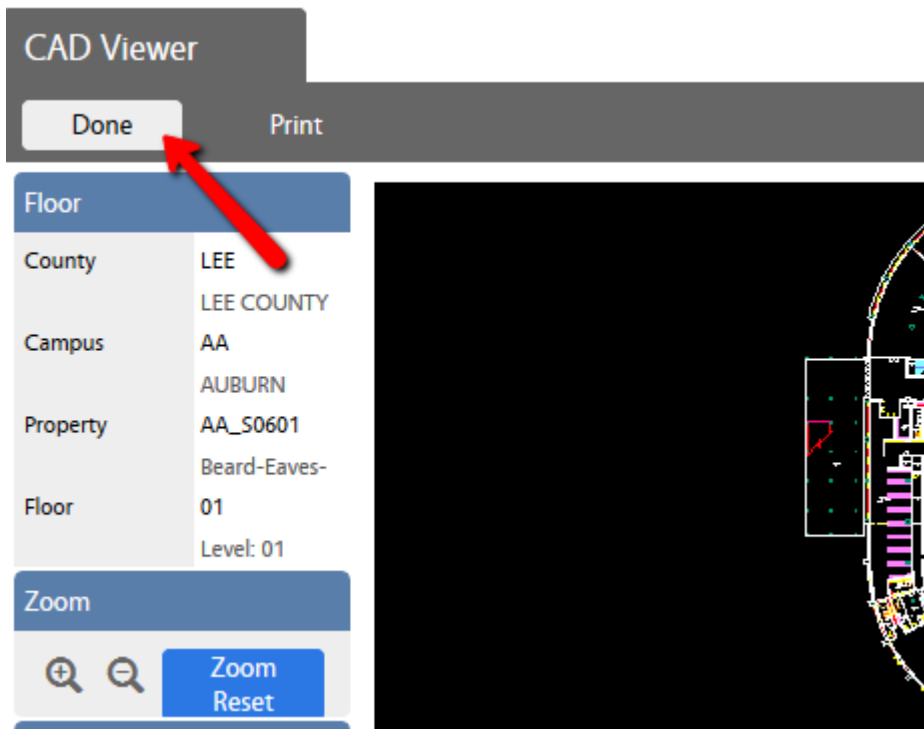 CAD Viewer
Done Print
Floor
County LEE
LEE COUNTY
Campus AA
AUBURN
Property AA_S0601
Beard-Eaves-
Floor 01
Level: 01
Zoom
Zoom
Reset